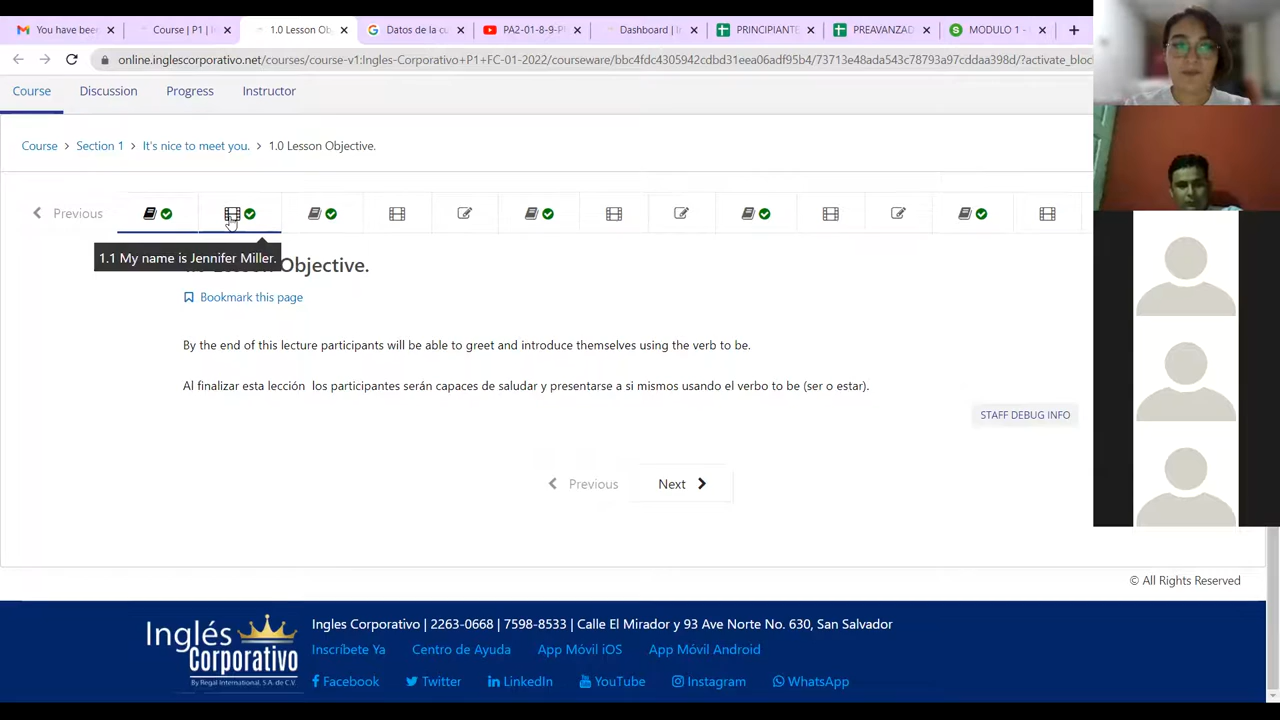 You have bee
Course | P1 | I
1.0 Lesson Ob
Datos de la cu
PA2-01-8-9-P
Dashboard | In
PRINCIPIANTE
PREAVANZAD
MODULO 1 -
online.inglescorporativo.net/courses/course-v1:Ingles-Corporativo+P1+FC-01-2022/courseware/bbc4fdc4305942cdbd31eea06adf95b4/73713e48ada543c78793a97cddaa398d/?activate_bloc
Course
Discussion
Progress
Instructor
Course > Section 1 > It's nice to meet you. > 1.0 Lesson Objective.
Previous
1.1 My name is Jennifer Miller.
Objective.
Bookmark this page
By the end of this lecture participants will be able to greet and introduce themselves using the verb to be.
Al finalizar esta lección los participantes serán capaces de saludar y presentarse a si mismos usando el verbo to be (ser o estar).
STAFF DEBUG INFO
Previous
Next
© All Rights Reserved
Inglés
Corporativo
By Regal International, S.A. de C.V.
Ingles Corporativo | 2263-0668 | 7598-8533 | Calle El Mirador y 93 Ave Norte No. 630, San Salvador
Inscríbete Ya
Centro de Ayuda
App Móvil iOS
App Móvil Android
Facebook
Twitter
LinkedIn
YouTube
Instagram
WhatsApp